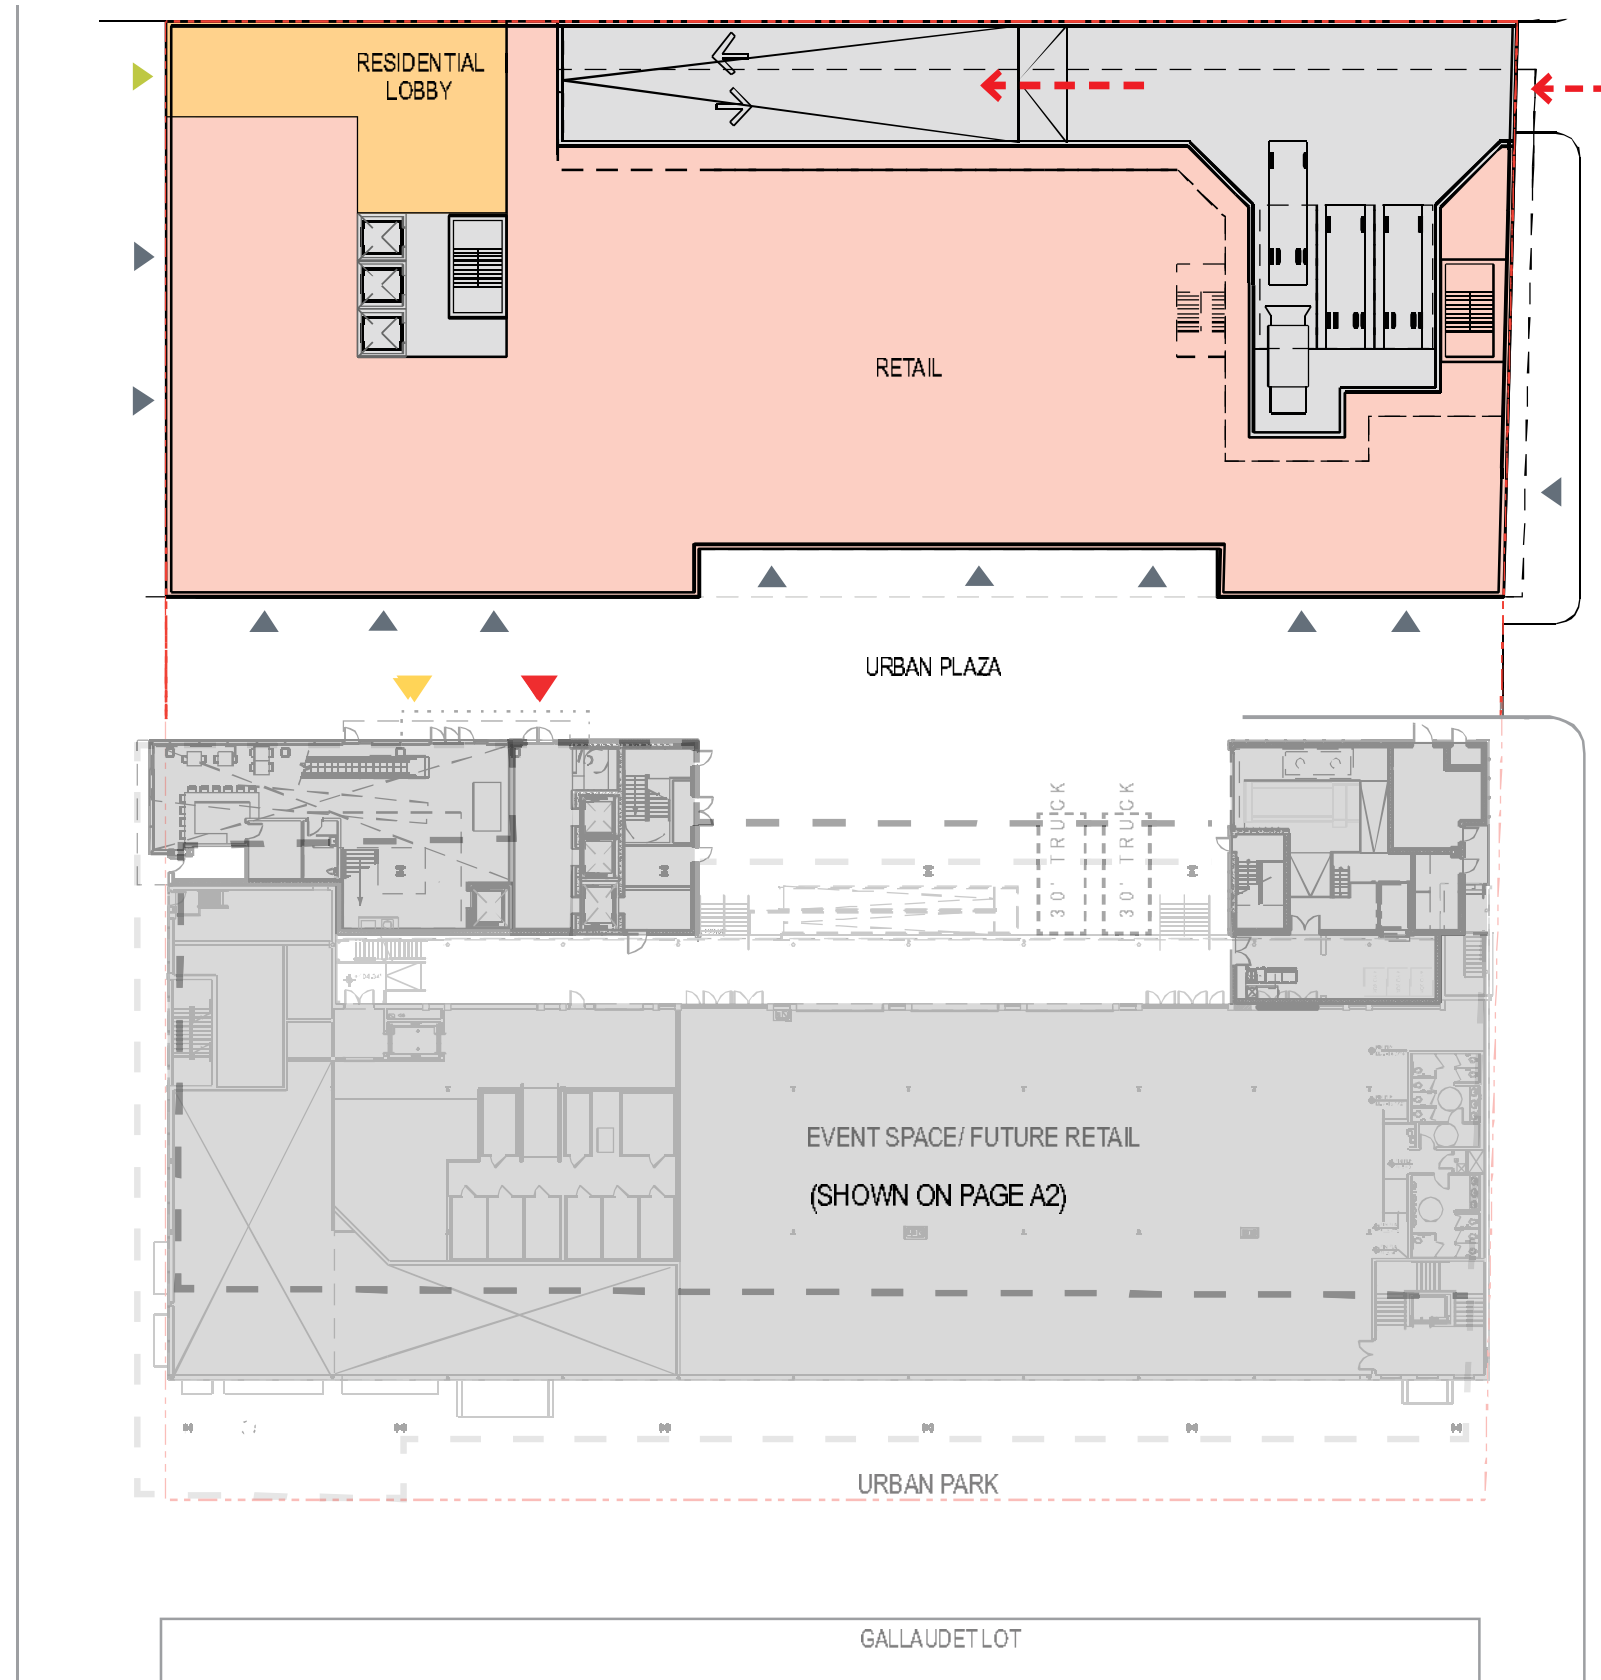 RESIDENTIAL
LOBBY
RETAIL
URBAN PLAZA
30' TRUCK
30' TRUCK
EVENT SPACE/ FUTURE RETAIL
(SHOWN ON PAGE A2)
URBAN PARK
GALLAUDET LOT